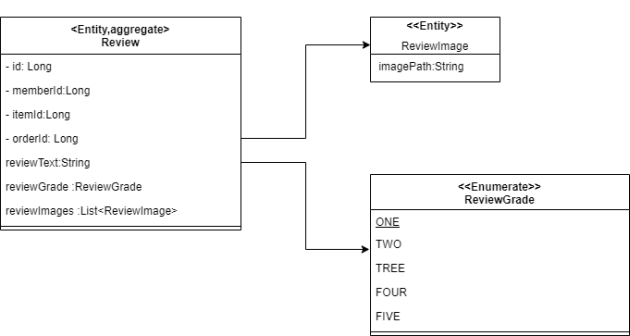 <Entity,aggregate>
Review
- id: Long
- memberId:Long
- itemId:Long
- orderId: Long
reviewText:String
reviewGrade :ReviewGrade
reviewImages :List<ReviewImage>
<<Entity>>
ReviewImage
imagePath:String
<<Enumerate>>
ReviewGrade
ONE
TWO
TREE
FOUR
FIVE